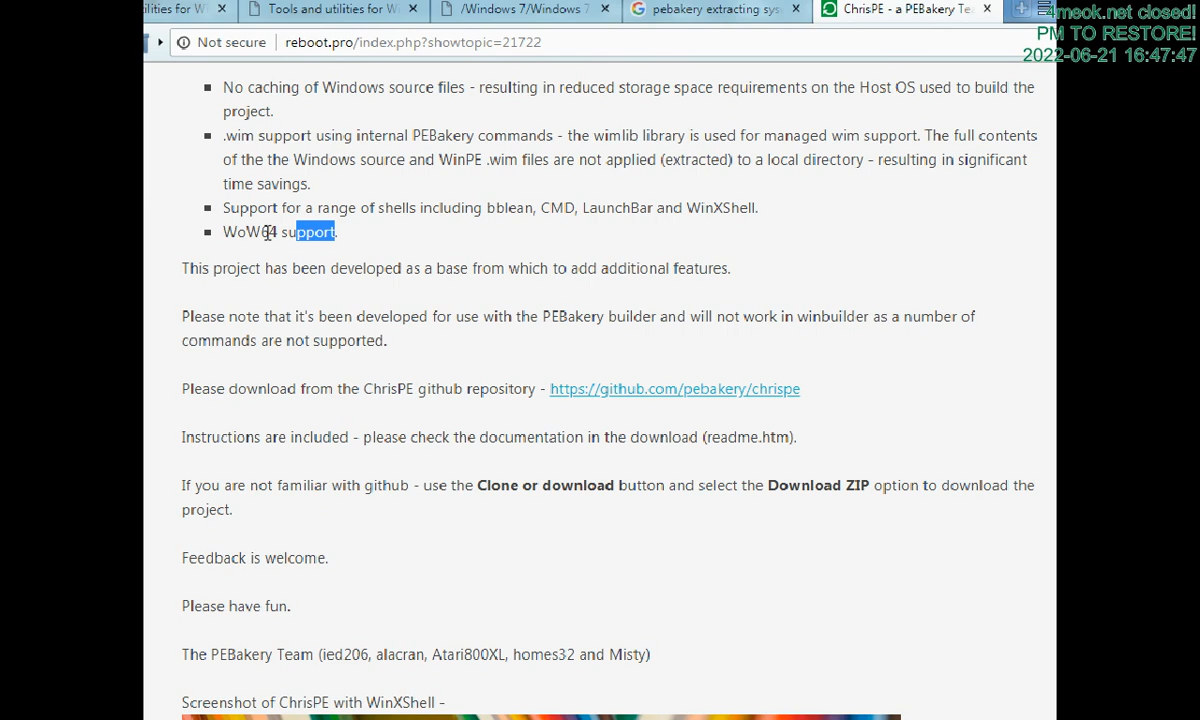 ilities for W
Tools and utilities for Wi
/Windows 7/Windows 7
pebakery extracting sys
ChrisPE - a PEBakery Te
4meok.net closed!
PM TO RESTORE!
2022-06-21 16:47:47
Not secure
reboot.pro/index.php?showtopic=21722
No caching of Windows source files - resulting in reduced storage space requirements on the Host OS used to build the
project.
.wim support using internal PEBakery commands - the wimlib library is used for managed wim support. The full contents
of the the Windows source and WinPE .wim files are not applied (extracted) to a local directory - resulting in significant
time savings.
Support for a range of shells including bblean, CMD, LaunchBar and WinXShell.
WoW64 support.
This project has been developed as a base from which to add additional features.
Please note that it's been developed for use with the PEBakery builder and will not work in winbuilder as a number of
commands are not supported.
Please download from the ChrisPE github repository - https://github.com/pebakery/chrispe
Instructions are included - please check the documentation in the download (readme.htm).
If you are not familiar with github - use the Clone or download button and select the Download ZIP option to download the
project.
Feedback is welcome.
Please have fun.
The PEBakery Team (ied206, alacran, Atari800XL, homes32 and Misty)
Screenshot of ChrisPE with WinXShell -